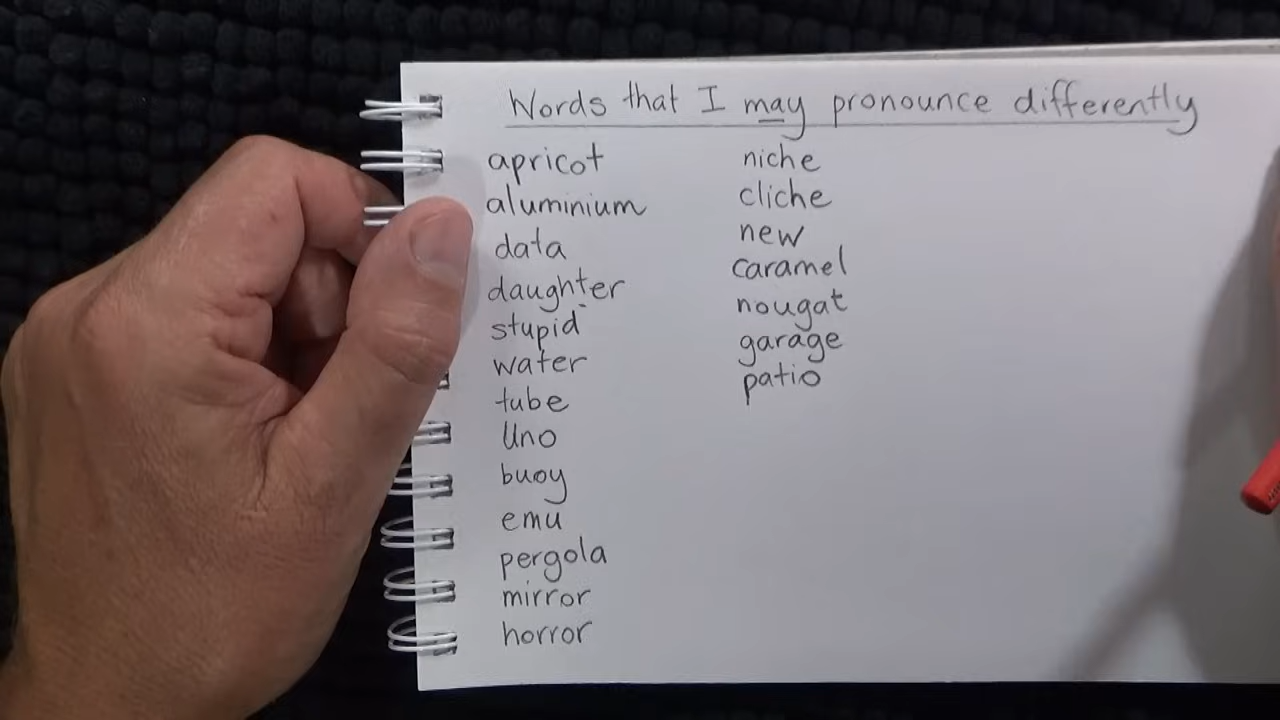 Words that I may pronounce differently
apricot
aluminium
data
daughter
stupid
water
tube
Uno
buoy
emu
pergola
mirror
horror
niche
cliche
new
caramel
nougat
garage
patio